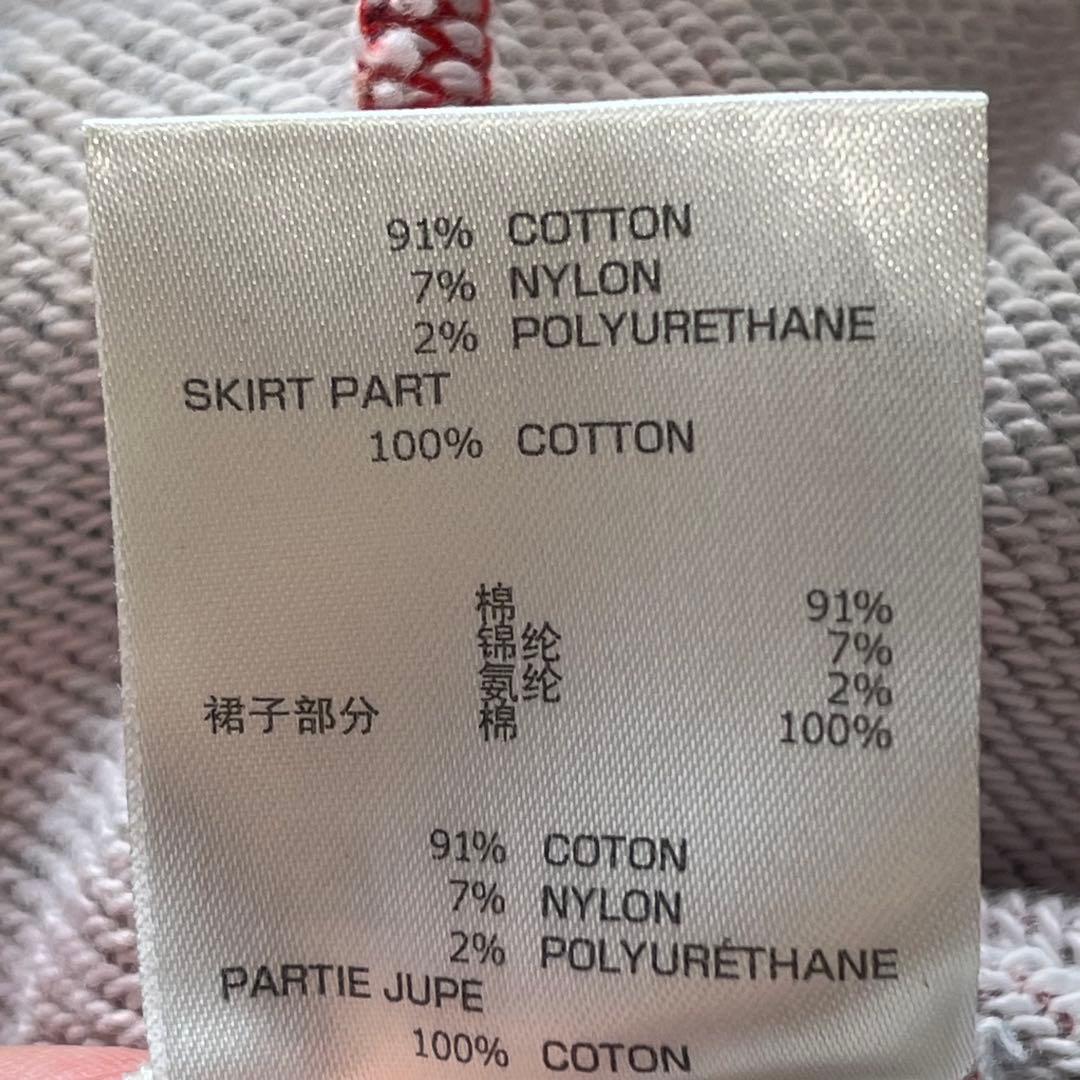 91% COTTON
7% NYLON
2% POLYURETHANE
SKIRT PART
100% COTTON
棉 91%
锦纶 7%
氨纶 2%
裙子部分 棉 100%
91% COTON
7% NYLON
2% POLYURÉTHANE
PARTIE JUPE
100% COTON